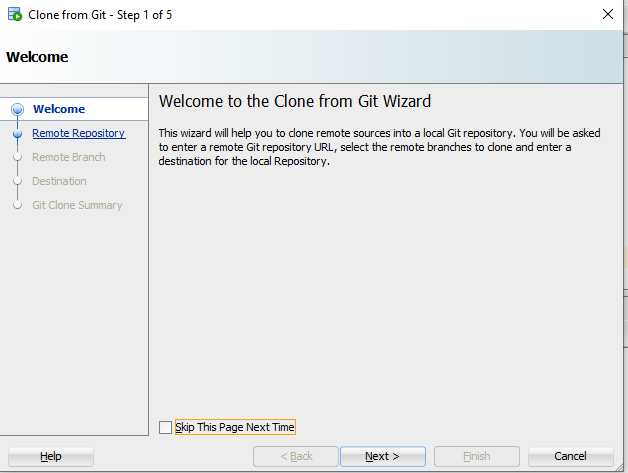 Clone from Git - Step 1 of 5
Welcome
Welcome
Remote Repository
Remote Branch
Destination
Git Clone Summary
Welcome to the Clone from Git Wizard
This wizard will help you to clone remote sources into a local Git repository. You will be asked
to enter a remote Git repository URL, select the remote branches to clone and enter a
destination for the local Repository.
Skip This Page Next Time
Help
< Back
Next >
Finish
Cancel